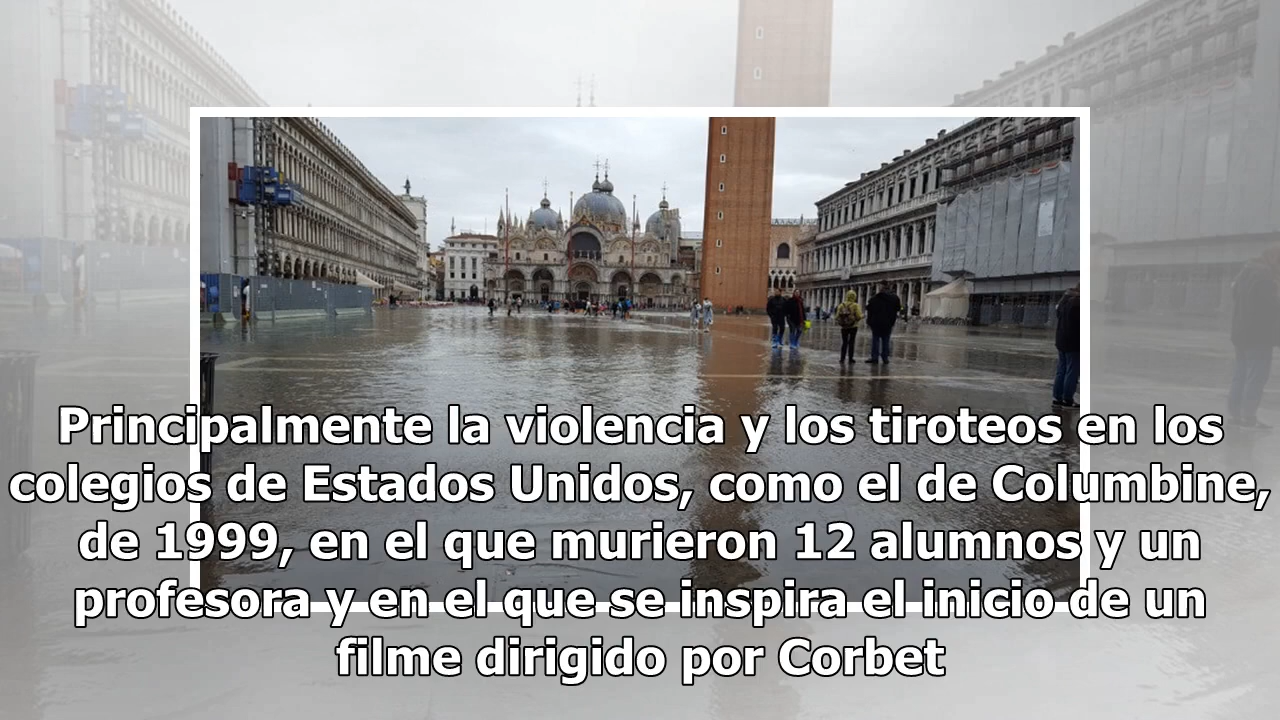 Principalmente la violencia y los tiroteos en los
colegios de Estados Unidos, como el de Columbine,
de 1999, en el que murieron 12 alumnos y un
profesora y en el que se inspira el inicio de un
filme dirigido por Corbet